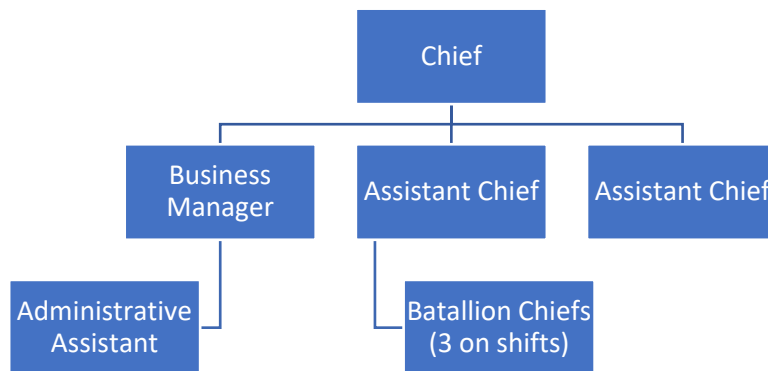 Chief
Business
Manager
Assistant Chief
Assistant Chief
Administrative
Assistant
Batallion Chiefs
(3 on shifts)